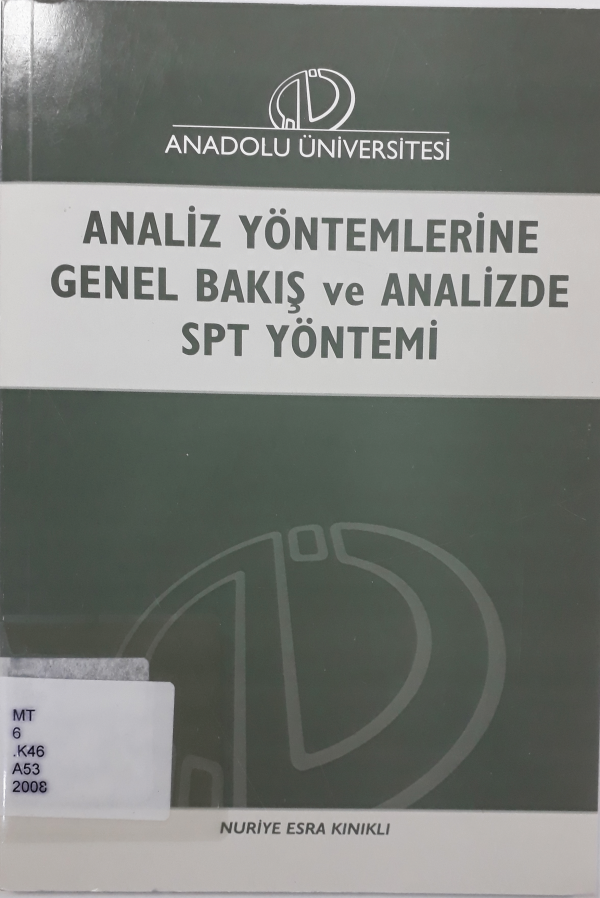 ANADOLU ÜNİVERSİTESİ
ANALİZ YÖNTEMLERİNE
GENEL BAKIŞ ve ANALİZDE
SPT YÖNTEMİ
MT
6
.K46
A53
2008
NURİYE ESRA KINIKLI